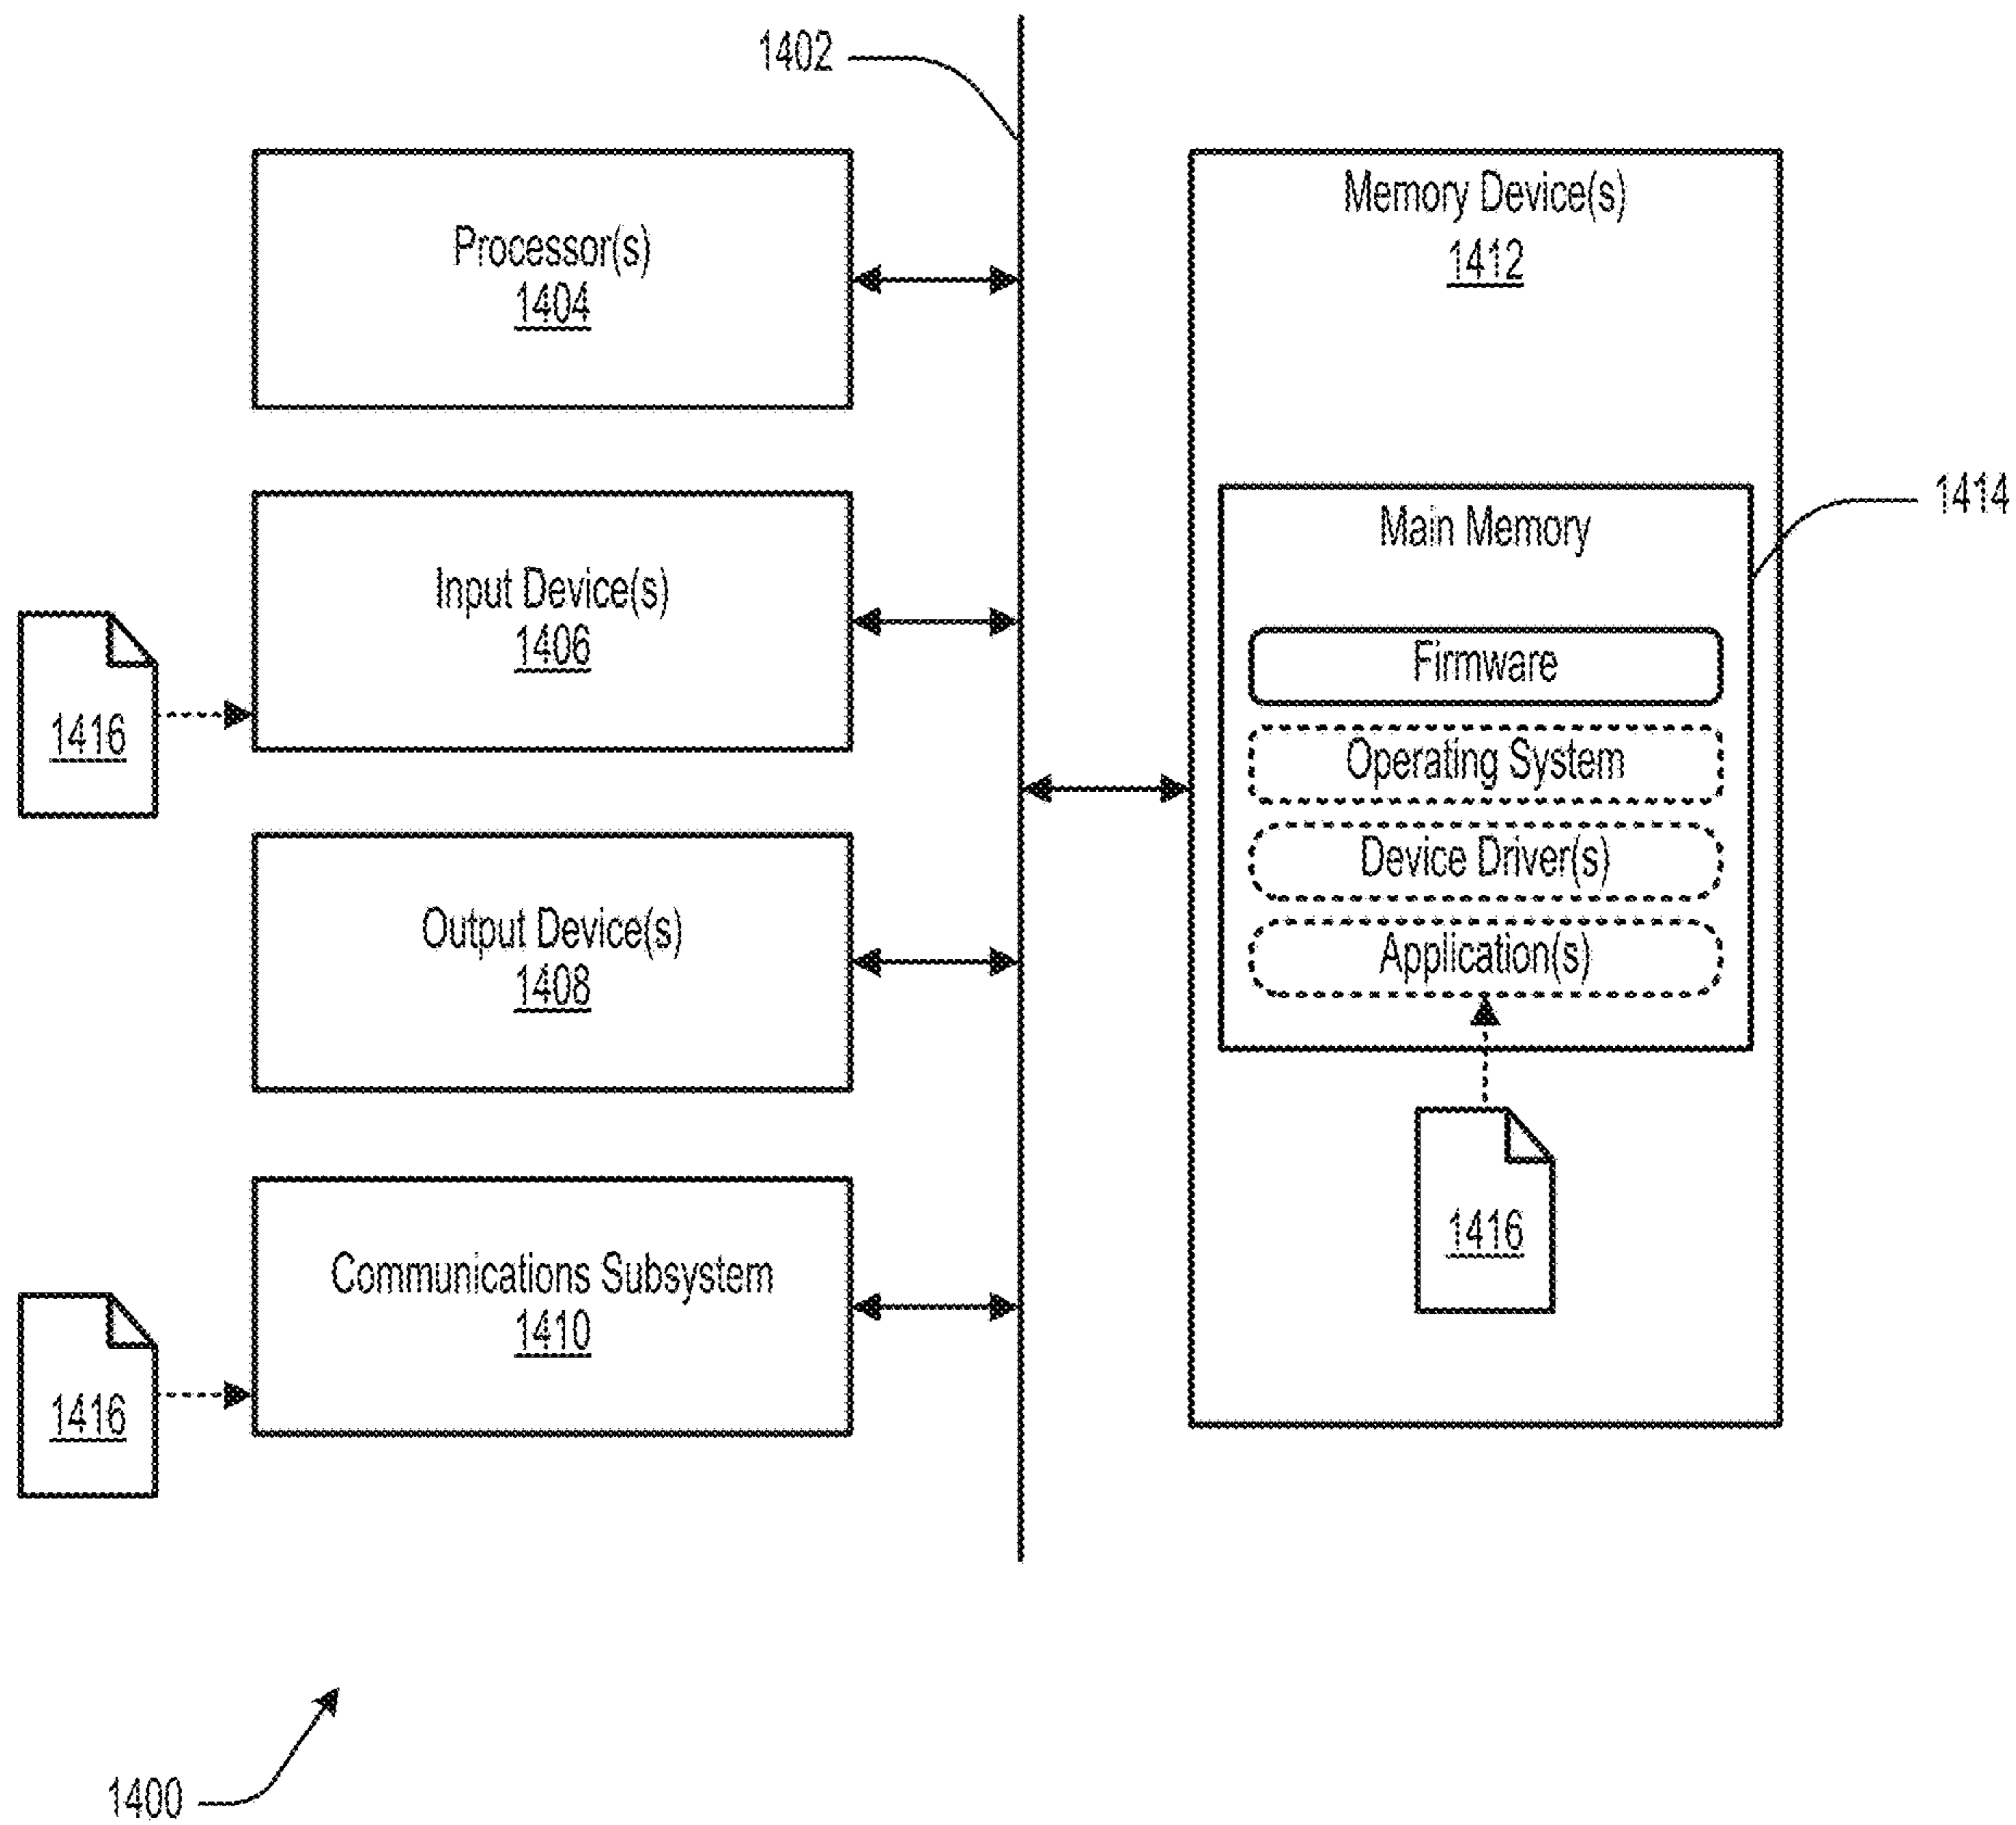 1402
Processor(s)
1404
Memory Device(s)
1412
1414
Main Memory
Input Device(s)
1406
1416
Firmware
Operating System
Device Driver(s)
Application(s)
Output Device(s)
1408
1416
Communications Subsystem
1410
1416
1400